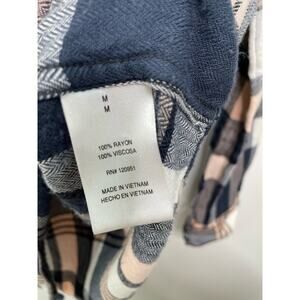 M
M
100% RAYON
100% VISCOSA
RN# 120951
MADE IN VIETNAM
HECHO EN VIETNAM